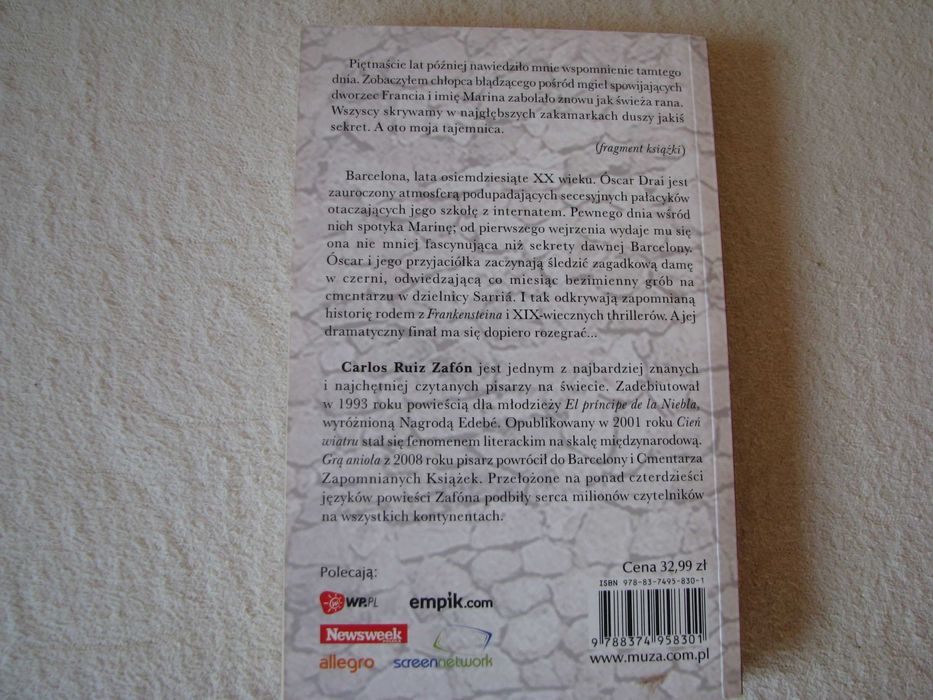 Piętnaście lat później nawiedziło mnie wspomnienie tamtego
dnia. Zobaczyłem chłopca błądzącego pośród mgieł spowijających
dworzec Francia i imię Marina zabolało znowu jak świeża rana.
Wszyscy skrywamy w najgłębszych zakamarkach duszy jakiś
sekret. A oto moja tajemnica.
(fragment książki)
Barcelona, lata osiemdziesiąte XX wieku. Óscar Drai jest
zauroczony atmosferą podupadających secesyjnych pałacyków
otaczających jego szkołę z internatem. Pewnego dnia wśród
nich spotyka Marinę; od pierwszego wejrzenia wydaje mu się
ona nie mniej fascynująca niż sekrety dawnej Barcelony.
Óscar i jego przyjaciółka zaczynają śledzić zagadkową damę
w czerni, odwiedzającą co miesiąc bezimienny grób na
cmentarzu w dzielnicy Sarriá. I tak odkrywają zapomnianą
historię rodem z Frankensteina i XIX-wiecznych thrillerów. A jej
dramatyczny finał ma się dopiero rozegrać...
Carlos Ruiz Zafón jest jednym z najbardziej znanych
i najchętniej czytanych pisarzy na świecie. Zadebiutował
w 1993 roku powieścią dla młodzieży El príncipe de la Niebla,
wyróżnioną Nagrodą Edebé. Opublikowany w 2001 roku Cień
wiatru stał się fenomenem literackim na skalę międzynarodową.
Grą anioła z 2008 roku pisarz powrócił do Barcelony i Cmentarza
Zapomnianych Książek. Przełożone na ponad czterdzieści
języków powieści Zafóna podbiły serca milionów czytelników
na wszystkich kontynentach.
Polecają:
WP.PL
empik.com
Newsweek
allegro
screennetwork
Cena 32,99 zł
ISBN 978-83-7495-830-1
9 788374 958301
www.muza.com.pl